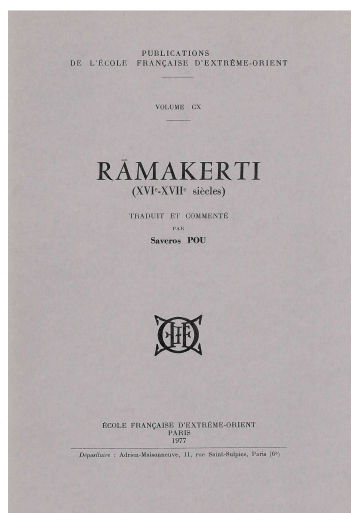 PUBLICATIONS
DE L'ÉCOLE FRANÇAISE D'EXTRÊME-ORIENT
VOLUME CX
RĀMAKERTI
(XVIe-XVIIe siècles)
TRADUIT ET COMMENTÉ
PAR
Saveros POU
ÉCOLE FRANÇAISE D'EXTRÊME-ORIENT
PARIS
1977
Dépositaire : Adrien-Maisonneuve, 11, rue Saint-Sulpice, Paris (6e)